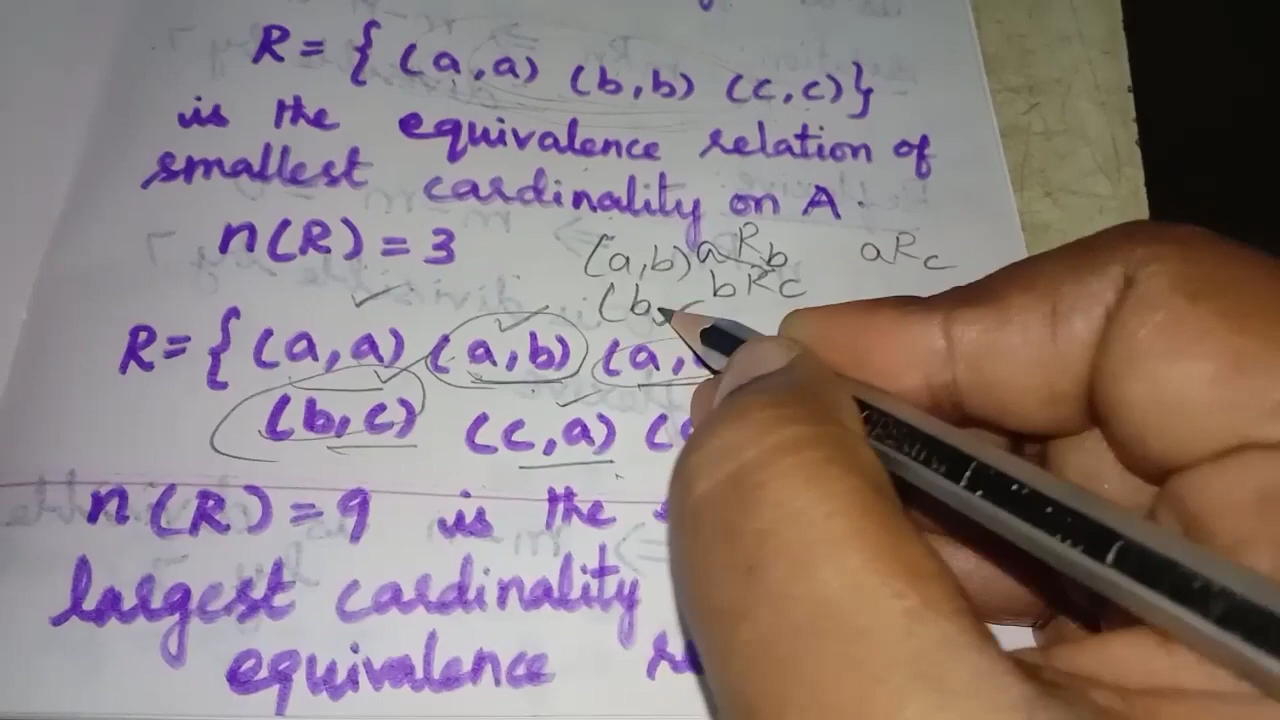 R = { (a,a) (b,b) (c,c)}
is the equivalence relation of
smallest cardinality on A.
n(R) = 3
(a,b) aRb aRc
(b, bRc
R = { (a,a) (a,b) (a,
(b,c) (c,a) (
n(R) = 9 is the
largest cardinality
equivalence